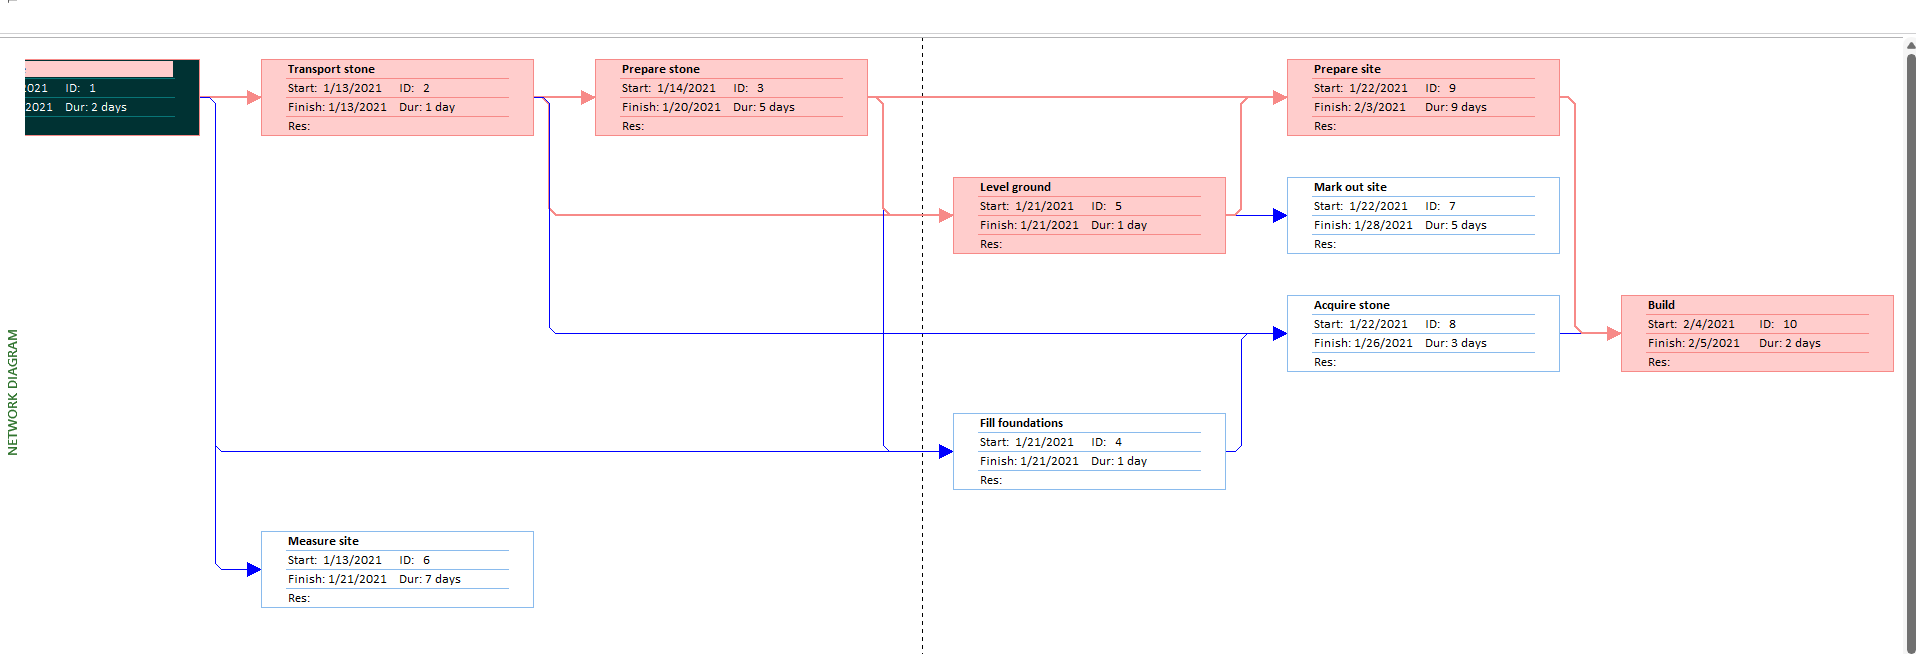 NETWORK DIAGRAM
ID: 1
2021 Dur: 2 days
Transport stone
Start: 1/13/2021 ID: 2
Finish: 1/13/2021 Dur: 1 day
Res:
Prepare stone
Start: 1/14/2021 ID: 3
Finish: 1/20/2021 Dur: 5 days
Res:
Prepare site
Start: 1/22/2021 ID: 9
Finish: 2/3/2021 Dur: 9 days
Res:
Level ground
Start: 1/21/2021 ID: 5
Finish: 1/21/2021 Dur: 1 day
Res:
Mark out site
Start: 1/22/2021 ID: 7
Finish: 1/28/2021 Dur: 5 days
Res:
Acquire stone
Start: 1/22/2021 ID: 8
Finish: 1/26/2021 Dur: 3 days
Res:
Build
Start: 2/4/2021 ID: 10
Finish: 2/5/2021 Dur: 2 days
Res:
Fill foundations
Start: 1/21/2021 ID: 4
Finish: 1/21/2021 Dur: 1 day
Res:
Measure site
Start: 1/13/2021 ID: 6
Finish: 1/21/2021 Dur: 7 days
Res: